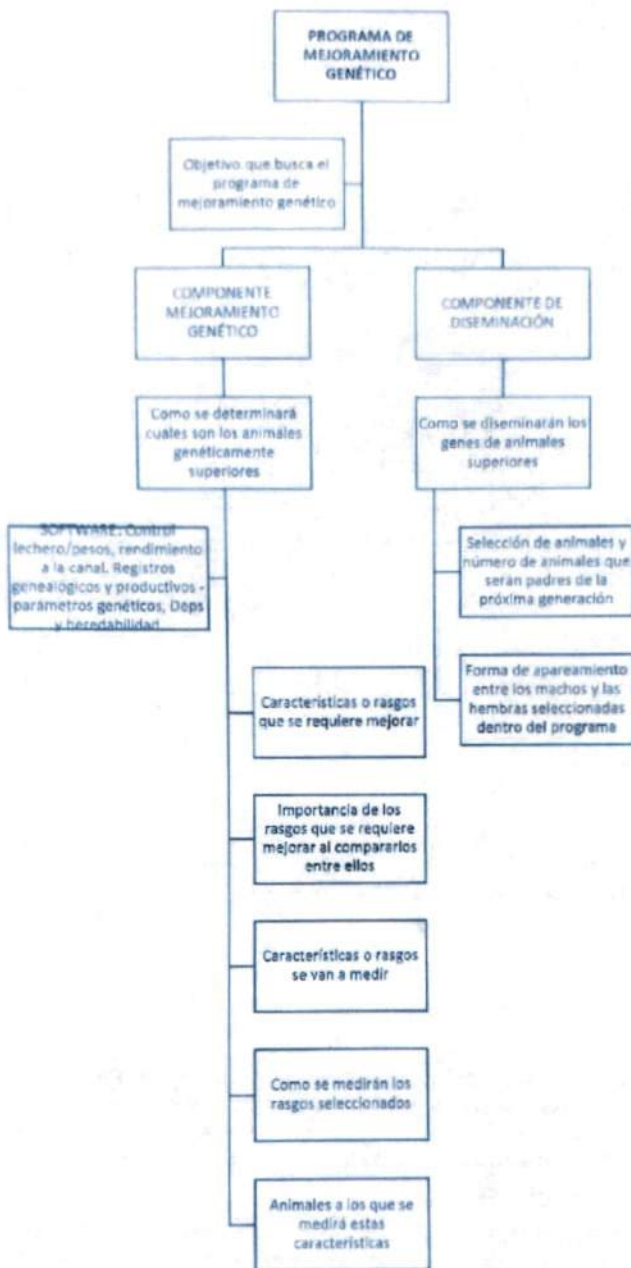 PROGRAMA DE
MEJORAMIENTO
GENÉTICO
Objetivo que busca el
programa de
mejoramiento genético
COMPONENTE
MEJORAMIENTO
GENÉTICO
COMPONENTE DE
DISEMINACIÓN
Como se determinará
cuales son los animales
genéticamente
superiores
Como se diseminarán los
genes de animales
superiores
SOFTWARE: Control
lechero/pesos, rendimiento
a la canal. Registros
genealógicos y productivos -
parámetros genéticos, Deps
y heredabilidad
Selección de animales y
número de animales que
serán padres de la
próxima generación
Forma de apareamiento
entre los machos y las
hembras seleccionadas
dentro del programa
Características o rasgos
que se requiere mejorar
Importancia de los
rasgos que se requiere
mejorar al compararlos
entre ellos
Características o rasgos
se van a medir
Como se medirán los
rasgos seleccionados
Animales a los que se
medirá estas
características